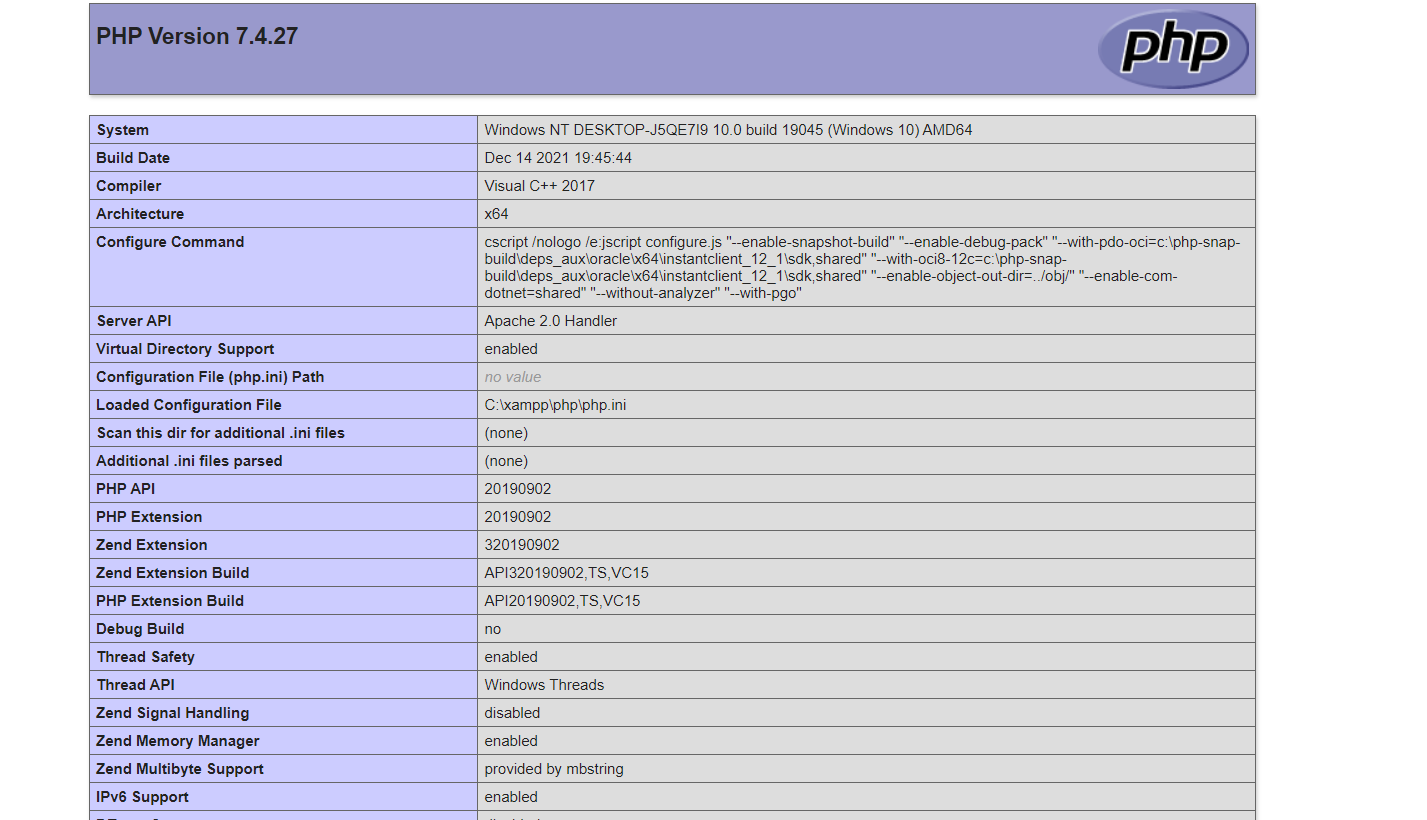 PHP Version 7.4.27
php
System Windows NT DESKTOP-J5QE7I9 10.0 build 19045 (Windows 10) AMD64
Build Date Dec 14 2021 19:45:44
Compiler Visual C++ 2017
Architecture x64
Configure Command cscript /nologo /e:jscript configure.js "--enable-snapshot-build" "--enable-debug-pack" "--with-pdo-oci=c:\php-snap-
build\deps_aux\oracle\x64\instantclient_12_1\sdk,shared" "--with-oci8-12c=c:\php-snap-
build\deps_aux\oracle\x64\instantclient_12_1\sdk,shared" "--enable-object-out-dir=../obj/" "--enable-com-
dotnet=shared" "--without-analyzer" "--with-pgo"
Server API Apache 2.0 Handler
Virtual Directory Support enabled
Configuration File (php.ini) Path no value
Loaded Configuration File C:\xampp\php\php.ini
Scan this dir for additional .ini files (none)
Additional .ini files parsed (none)
PHP API 20190902
PHP Extension 20190902
Zend Extension 320190902
Zend Extension Build API320190902,TS,VC15
PHP Extension Build API20190902,TS,VC15
Debug Build no
Thread Safety enabled
Thread API Windows Threads
Zend Signal Handling disabled
Zend Memory Manager enabled
Zend Multibyte Support provided by mbstring
IPv6 Support enabled